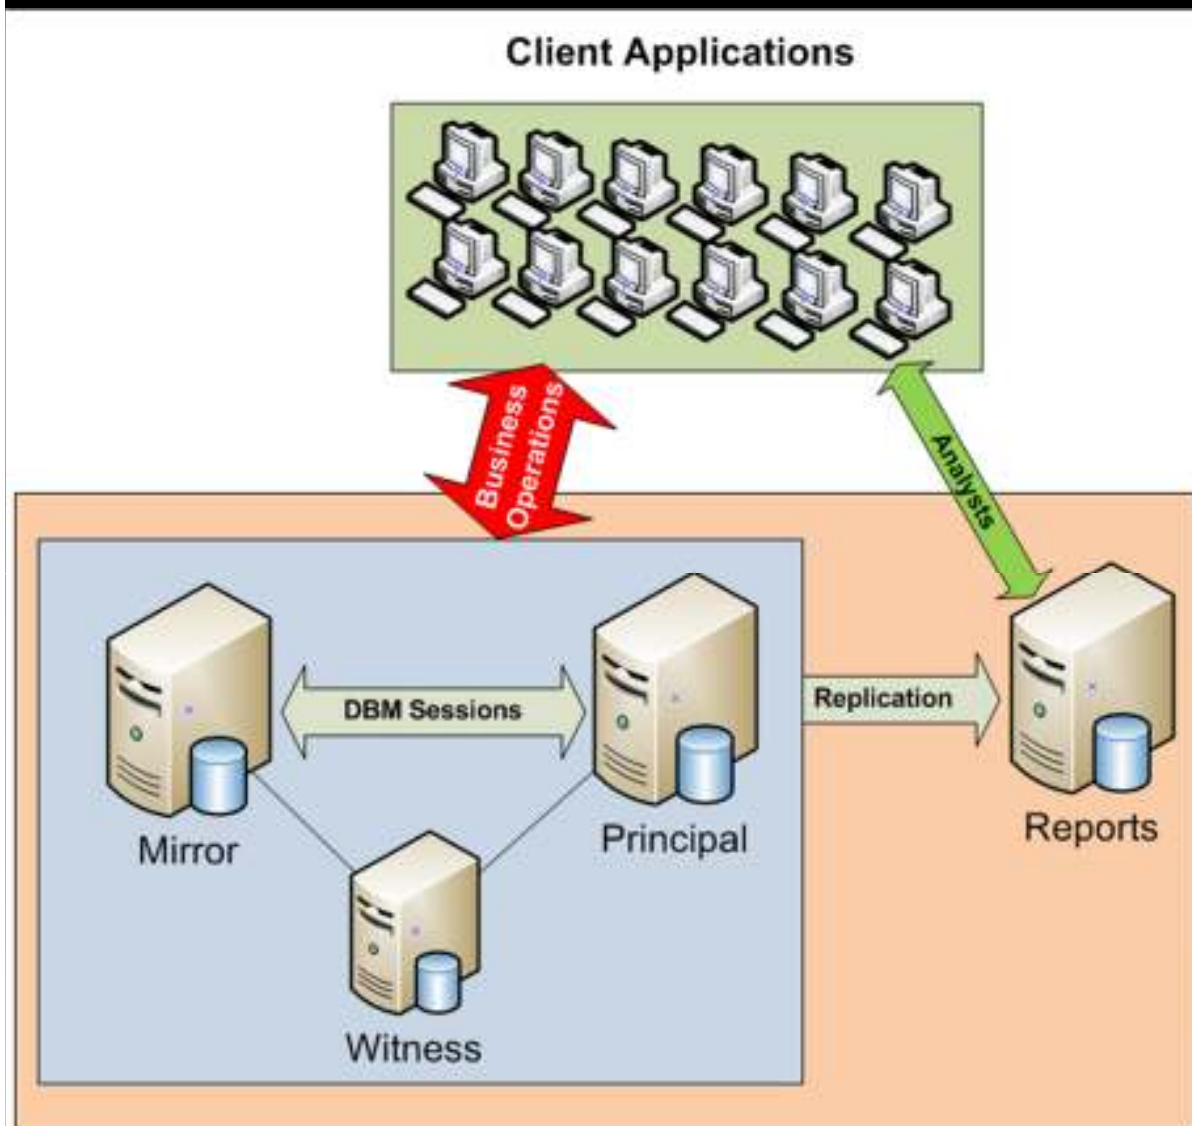 Client Applications
Business
Operations
Analysts
DBM Sessions
Replication
Mirror
Principal
Reports
Witness